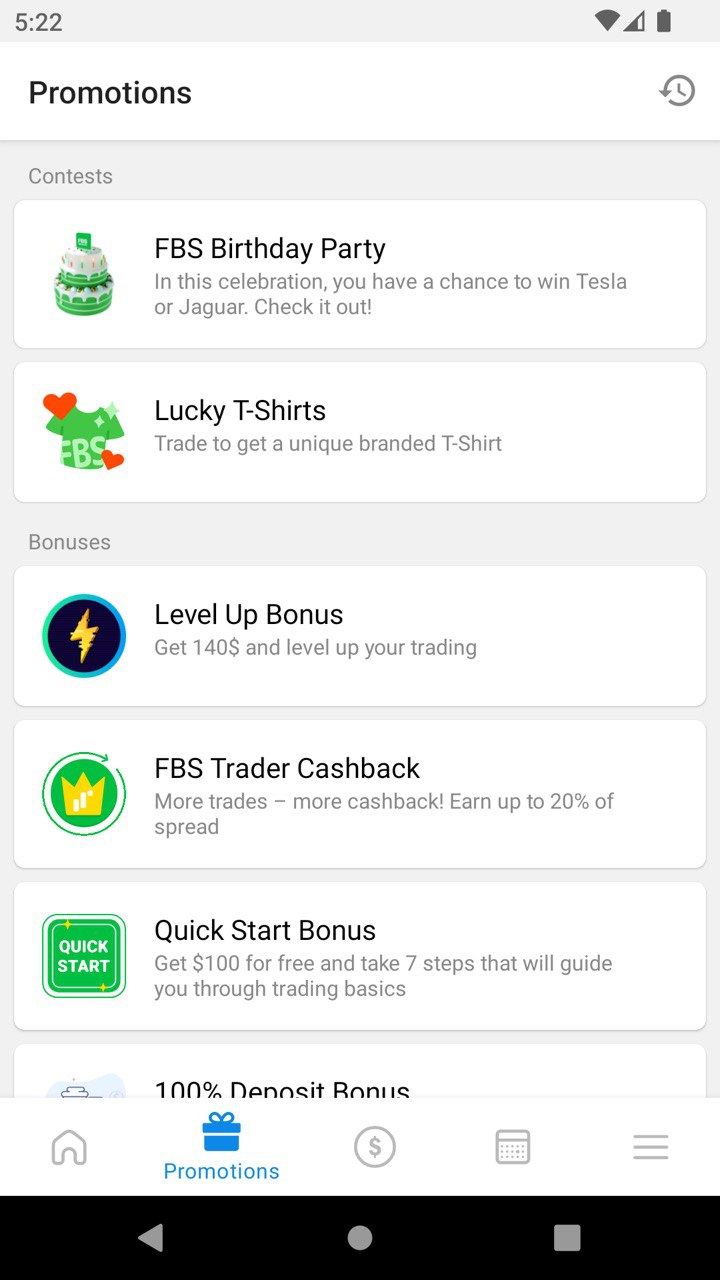 5:22
Promotions
Contests
FBS
FBS Birthday Party
In this celebration, you have a chance to win Tesla
or Jaguar. Check it out!
FBS
Lucky T-Shirts
Trade to get a unique branded T-Shirt
Bonuses
Level Up Bonus
Get 140$ and level up your trading
FBS Trader Cashback
More trades – more cashback! Earn up to 20% of
spread
QUICK
START
Quick Start Bonus
Get $100 for free and take 7 steps that will guide
you through trading basics
100% Deposit Bonus
$
Promotions